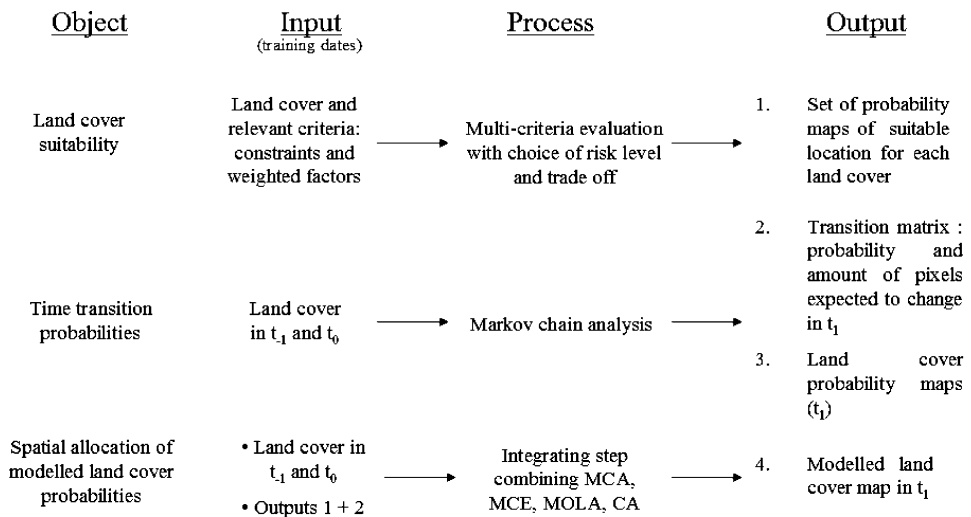 Object
Input
(training dates)
Process
Output
Land cover
suitability
Land cover and
relevant criteria:
constraints and
weighted factors
Multi-criteria evaluation
with choice of risk level
and trade off
1. Set of probability
maps of suitable
location for each
land cover
Time transition
probabilities
Land cover
in t-1 and t0
Markov chain analysis
2. Transition matrix :
probability and
amount of pixels
expected to change
in t1
3. Land cover
probability maps
(t1)
Spatial allocation of
modelled land cover
probabilities
• Land cover in
t-1 and t0
• Outputs 1 + 2
Integrating step
combining MCA,
MCE, MOLA, CA
4. Modelled land
cover map in t1